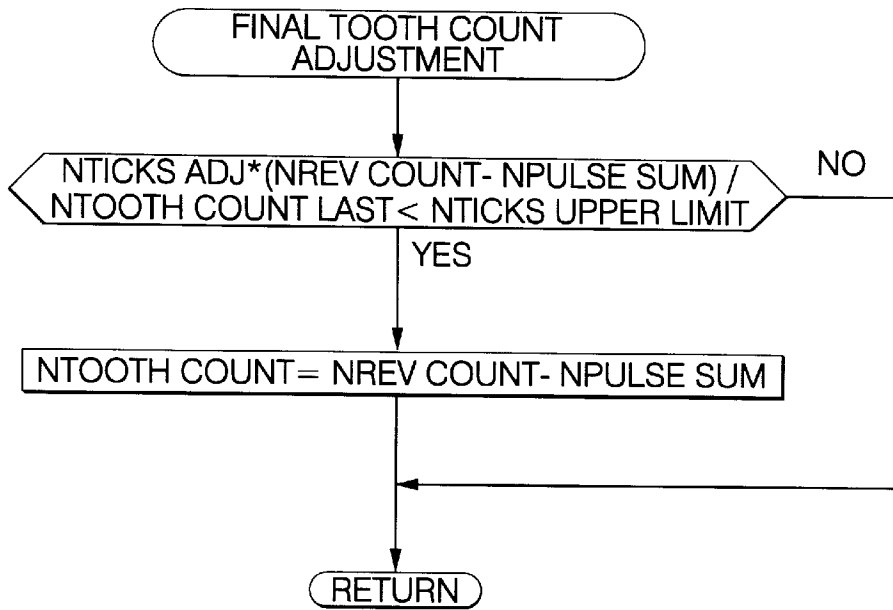 FINAL TOOTH COUNT
ADJUSTMENT
NTICKS ADJ*(NREV COUNT- NPULSE SUM) /
NTOOTH COUNT LAST< NTICKS UPPER LIMIT
NO
YES
NTOOTH COUNT= NREV COUNT- NPULSE SUM
RETURN